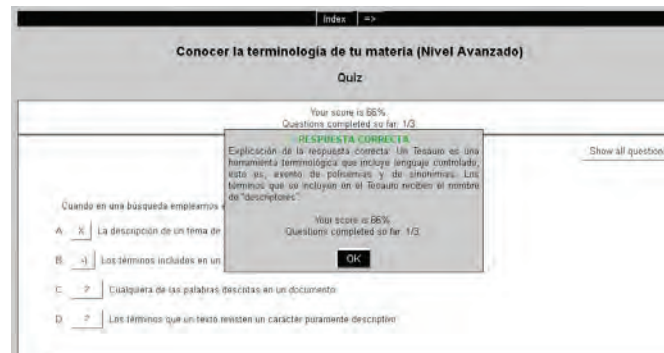 Index =>
Conocer la terminología de tu materia (Nivel Avanzado)
Quiz
Your score is 66%
Questions completed so far: 1/3
Show all question
RESPUESTA CORRECTA
Explicación de la respuesta correcta: Un Tesauro es una
herramienta terminológica que incluye lenguaje controlado,
esto es, exento de polisemias y de sinonimias. Los
términos que se incluyen en el Tesauro reciben el nombre
de "descriptores".
Your score is 66%
Questions completed so far: 1/3
OK
Cuando en una búsqueda empleamos
A. X La descripción de un tema de
B. :-) Los términos incluidos en un
C. ? Cualquiera de las palabras descritas en un documento
D. ? Los términos que un texto revisten un carácter puramente descriptivo